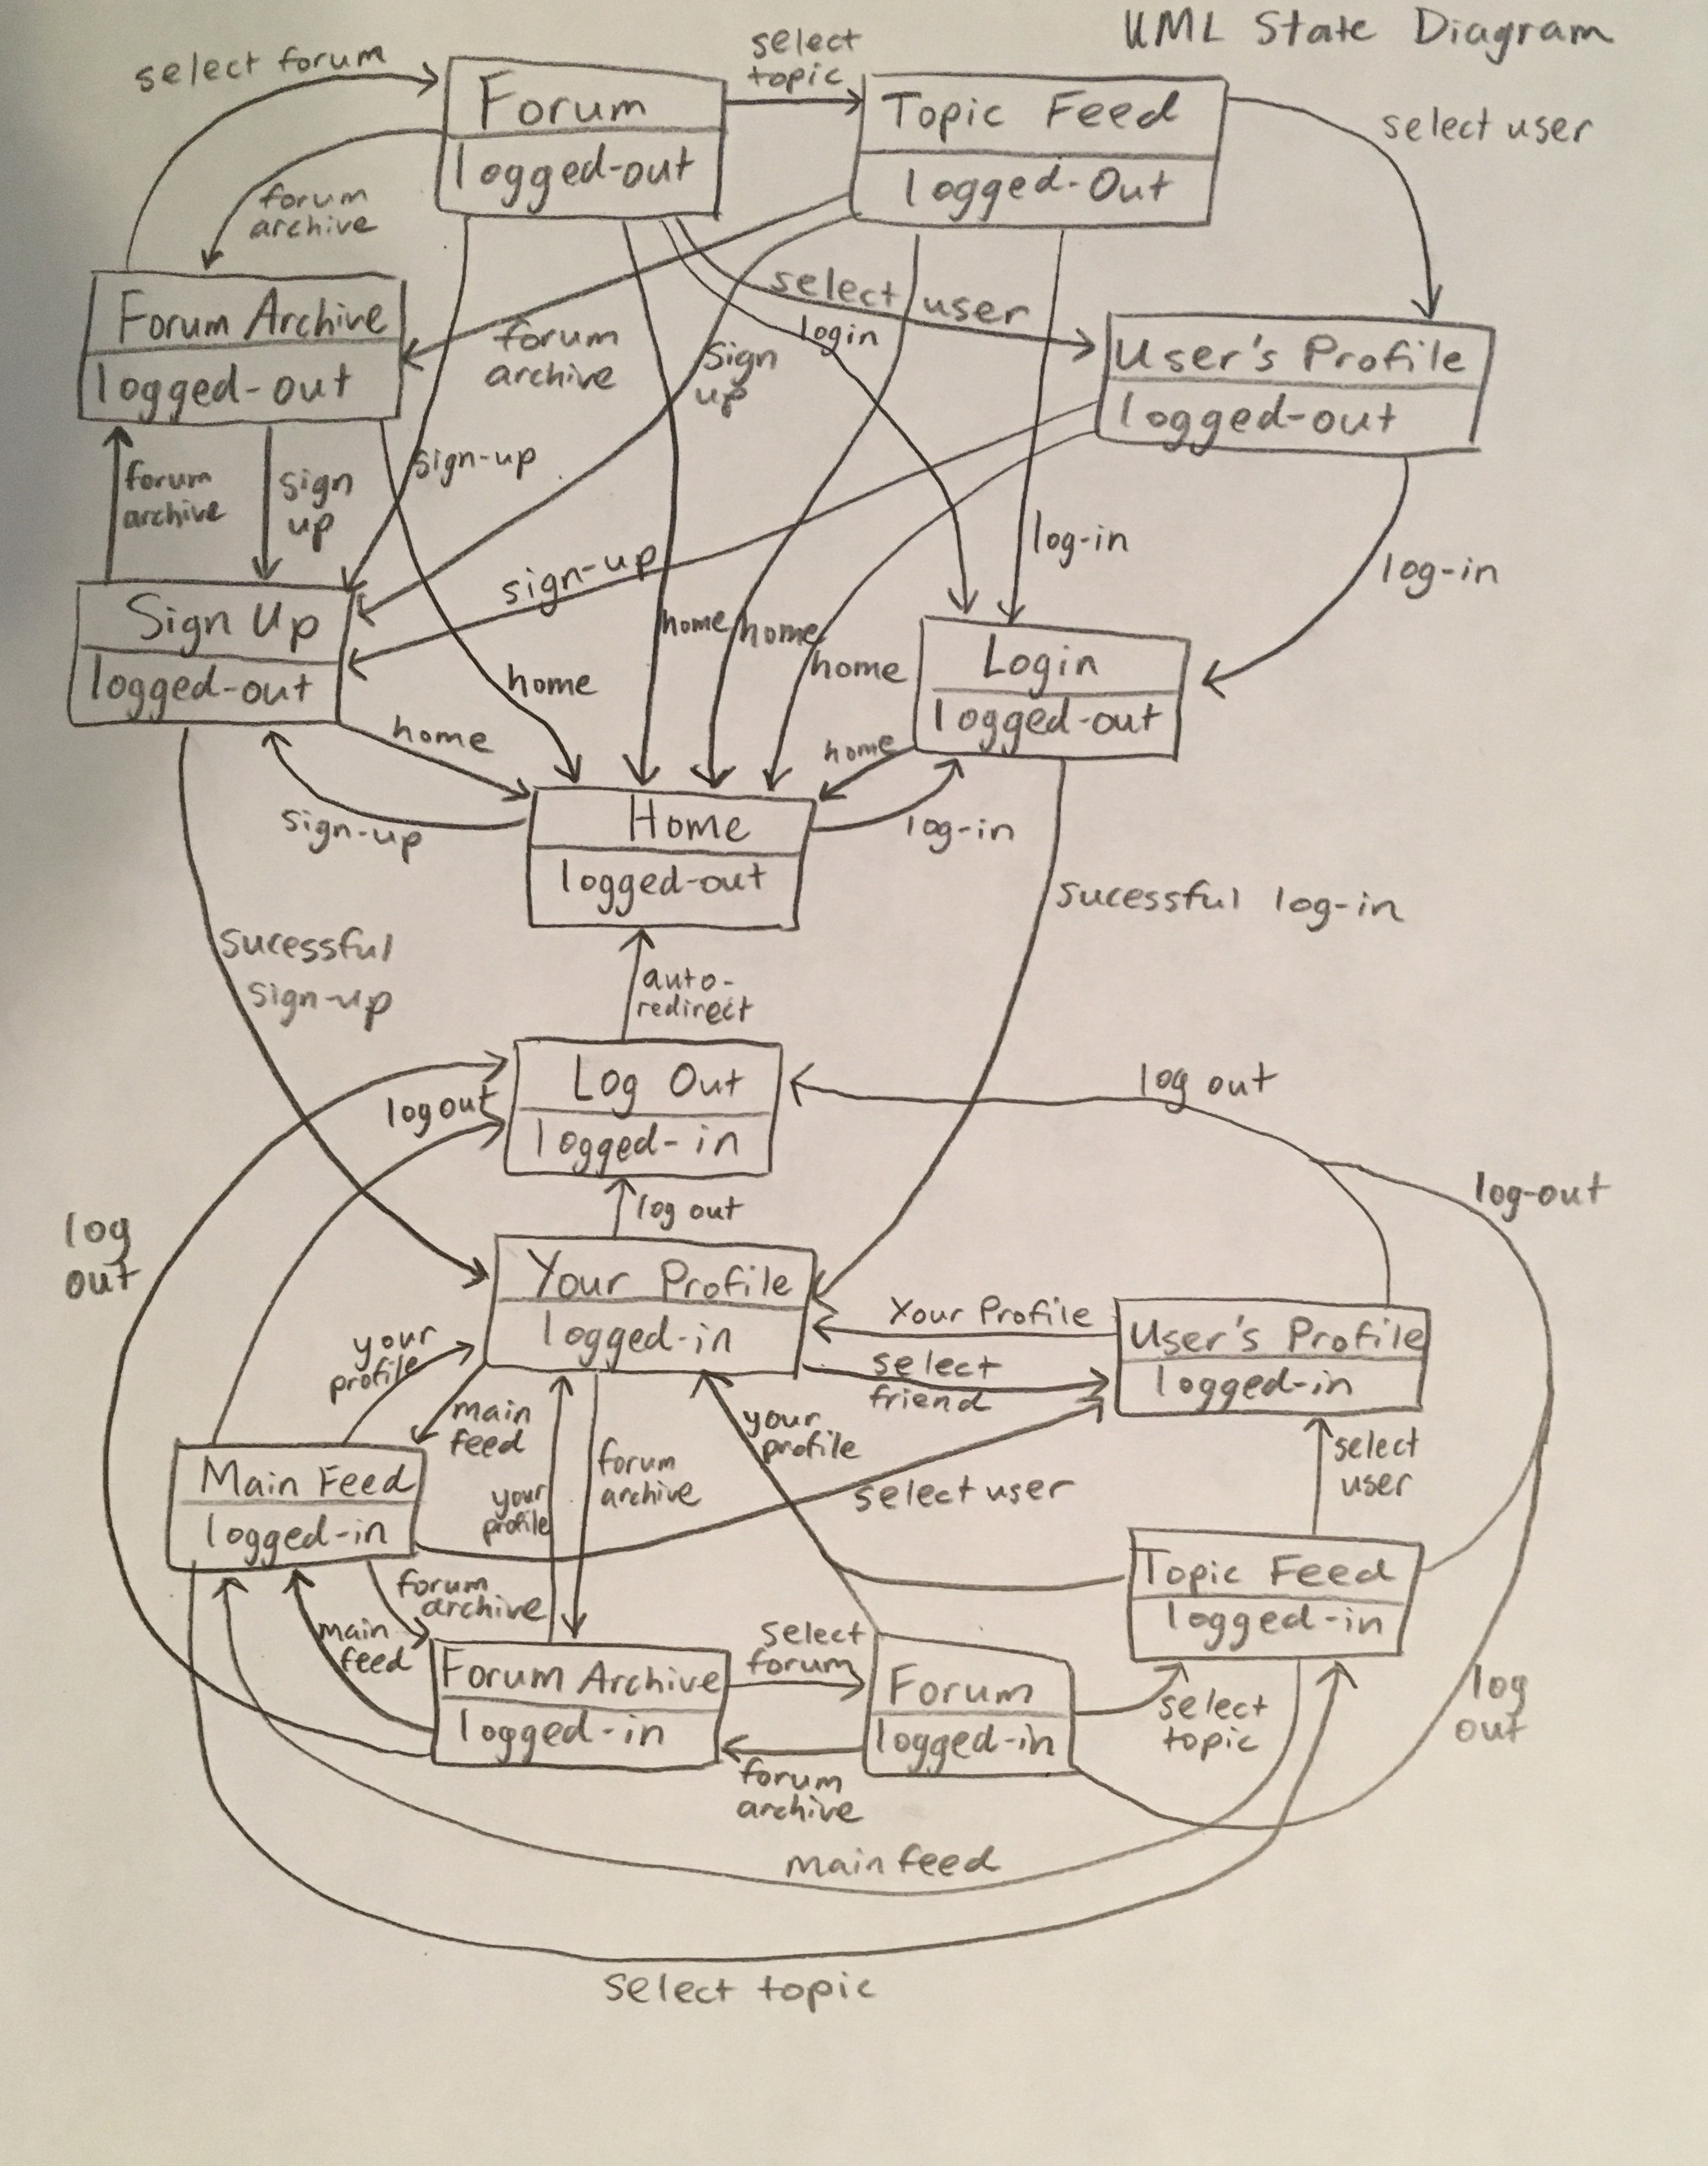 UML State Diagram
select forum
select
topic
Forum
logged-out
Topic Feed
logged-Out
select user
forum
archive
Forum Archive
logged-out
select user
login
forum
archive
Sign
up
User's Profile
logged-out
forum
archive
sign
up
sign-up
sign-up
log-in
log-in
Sign Up
logged-out
home
home
home
home
home
Login
logged-out
home
sign-up
Home
logged-out
log-in
sucessful log-in
sucessful
sign-up
auto-
redirect
Log Out
logged-in
log out
log out
log-out
log
out
log out
Your Profile
logged-in
Your Profile
select
friend
User's Profile
logged-in
your
profile
main
feed
your
profile
forum
archive
your
profile
select user
select
user
Main Feed
logged-in
forum
archive
main
feed
Topic Feed
logged-in
select
forum
Forum Archive
logged-in
Forum
logged-in
select
topic
log
out
forum
archive
main feed
select topic